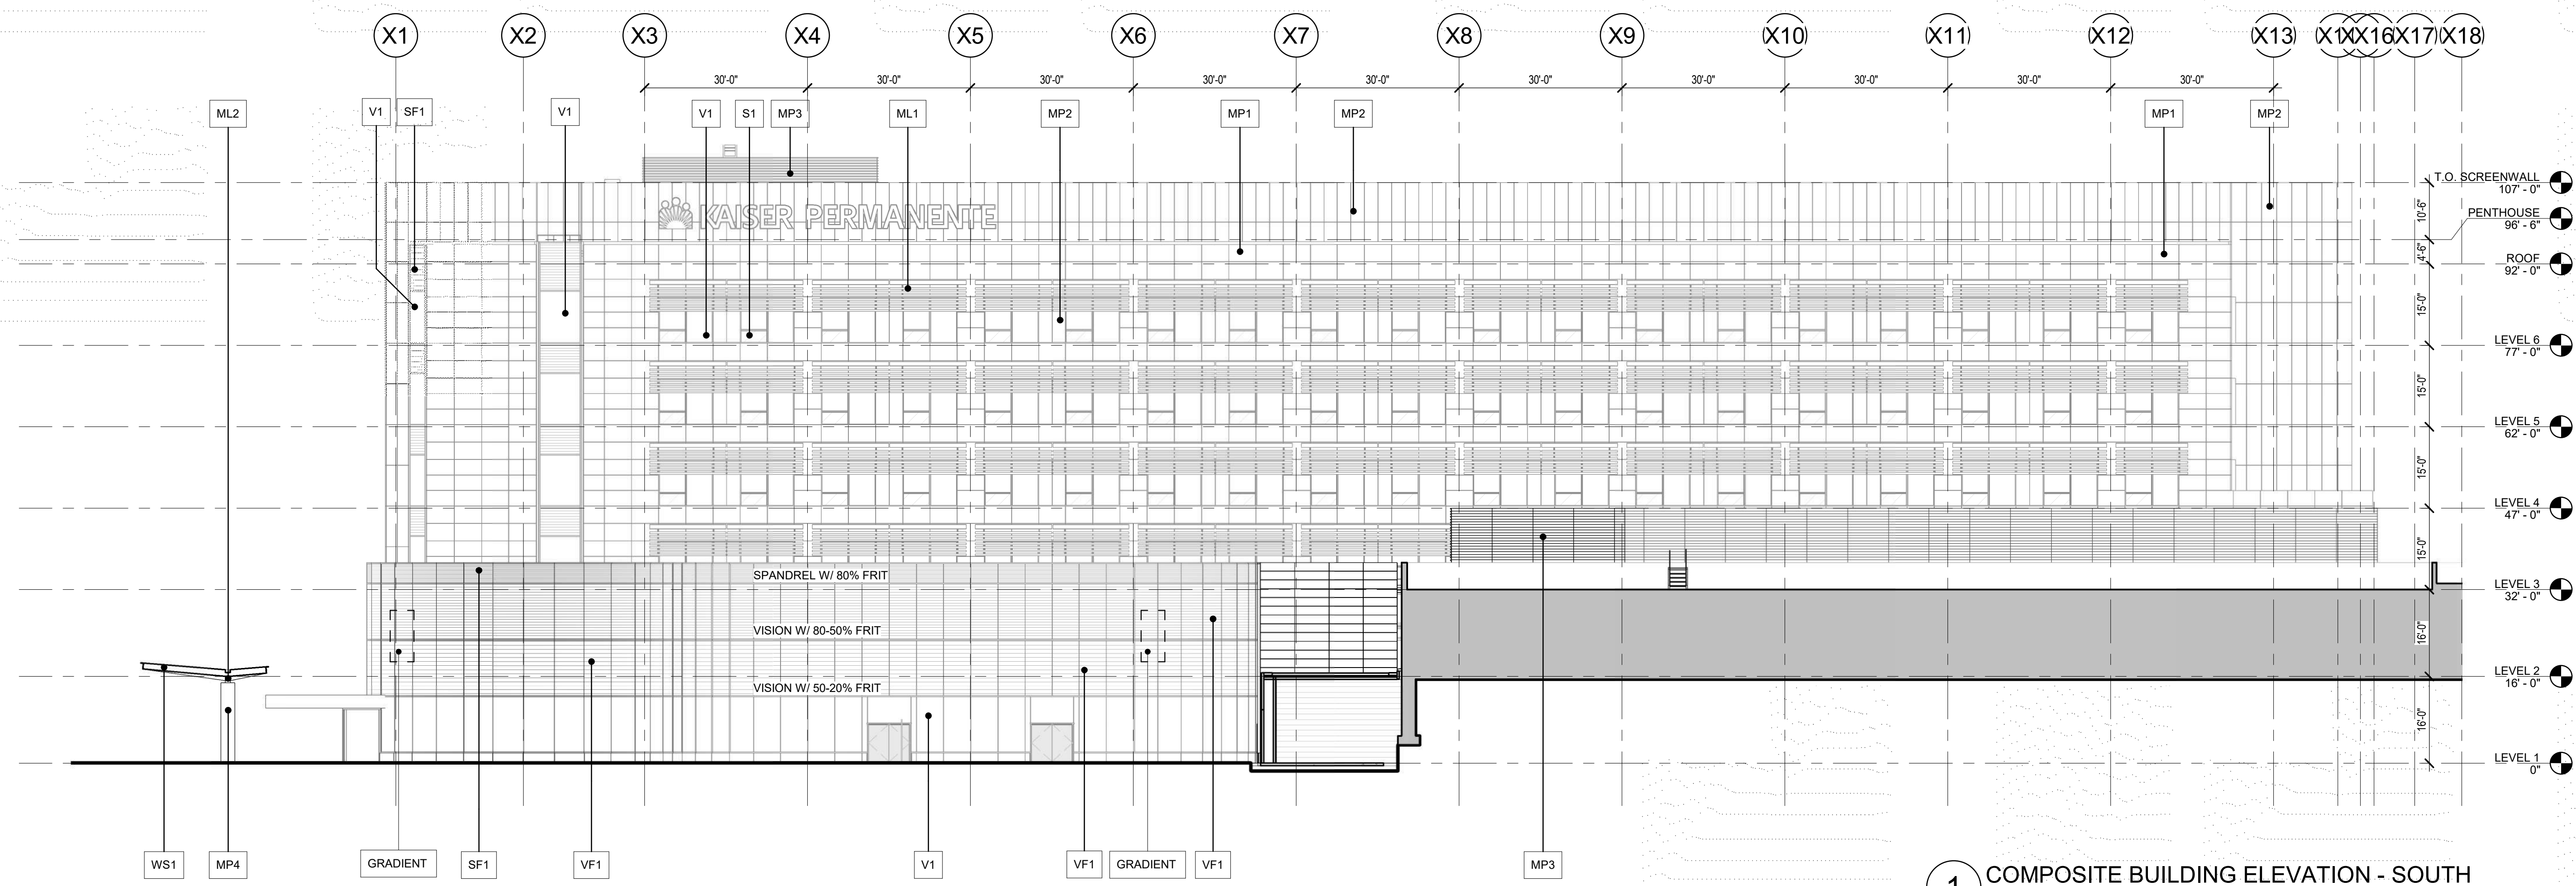 X1 X2 X3 X4 X5 X6 X7 X8 X9 X10 X11 X12 X13 X16 X17 X18
30'-0" 30'-0" 30'-0" 30'-0" 30'-0" 30'-0" 30'-0" 30'-0" 30'-0" 30'-0"
ML2 V1 SF1 V1 V1 S1 MP3 ML1 MP2 MP1 MP2 MP1 MP2
T.O. SCREENWALL
107' - 0"
10'-6"
PENTHOUSE
96' - 6"
KAISER PERMANENTE
4'-6"
ROOF
92' - 0"
15'-0"
LEVEL 6
77' - 0"
15'-0"
LEVEL 5
62' - 0"
15'-0"
LEVEL 4
47' - 0"
15'-0"
SPANDREL W/ 80% FRIT
LEVEL 3
32' - 0"
VISION W/ 80-50% FRIT
16'-0"
LEVEL 2
16' - 0"
VISION W/ 50-20% FRIT
16'-0"
LEVEL 1
0"
WS1 MP4 GRADIENT SF1 VF1 V1 VF1 GRADIENT VF1 MP3
1 COMPOSITE BUILDING ELEVATION - SOUTH